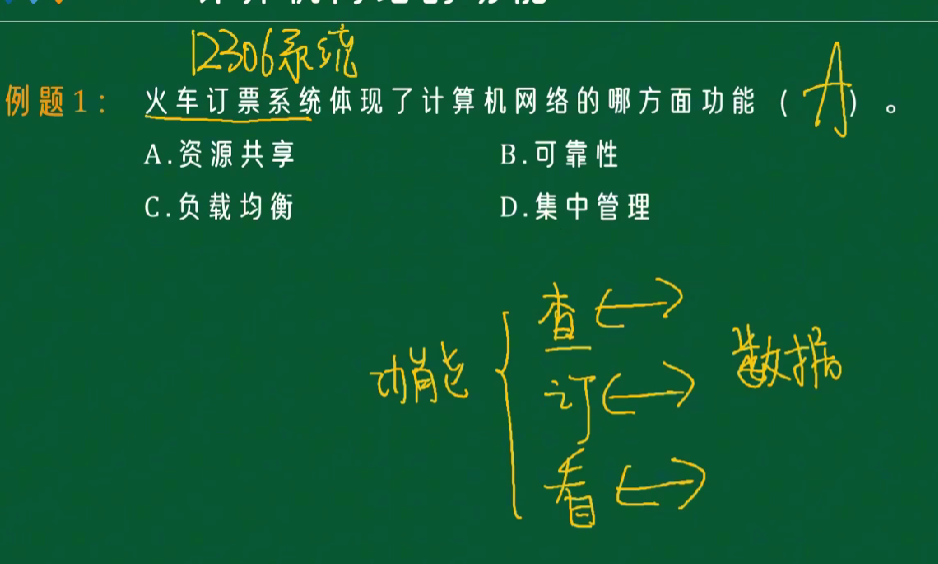 12306系统
例题1: 火车订票系统体现了计算机网络的哪方面功能 ( A ) 。
A.资源共享 B.可靠性
C.负载均衡 D.集中管理
查
功能 订 数据
看